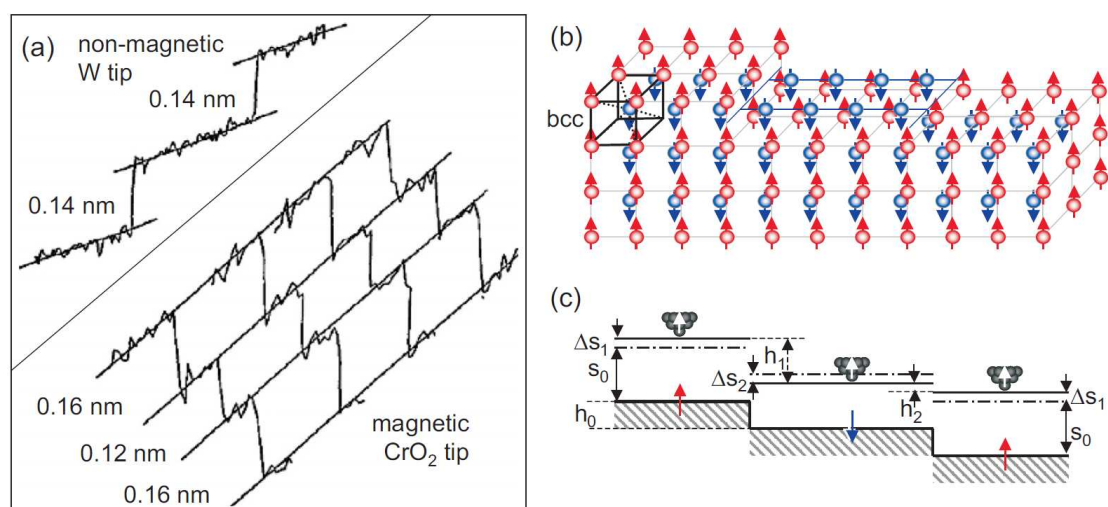 (a)
non-magnetic
W tip
0.14 nm
0.14 nm
0.16 nm
0.12 nm
0.16 nm
magnetic
CrO₂ tip
(b)
bcc
(c)
Δs₁
s₀
h₀
h₁
Δs₂
h₂
Δs₁
s₀